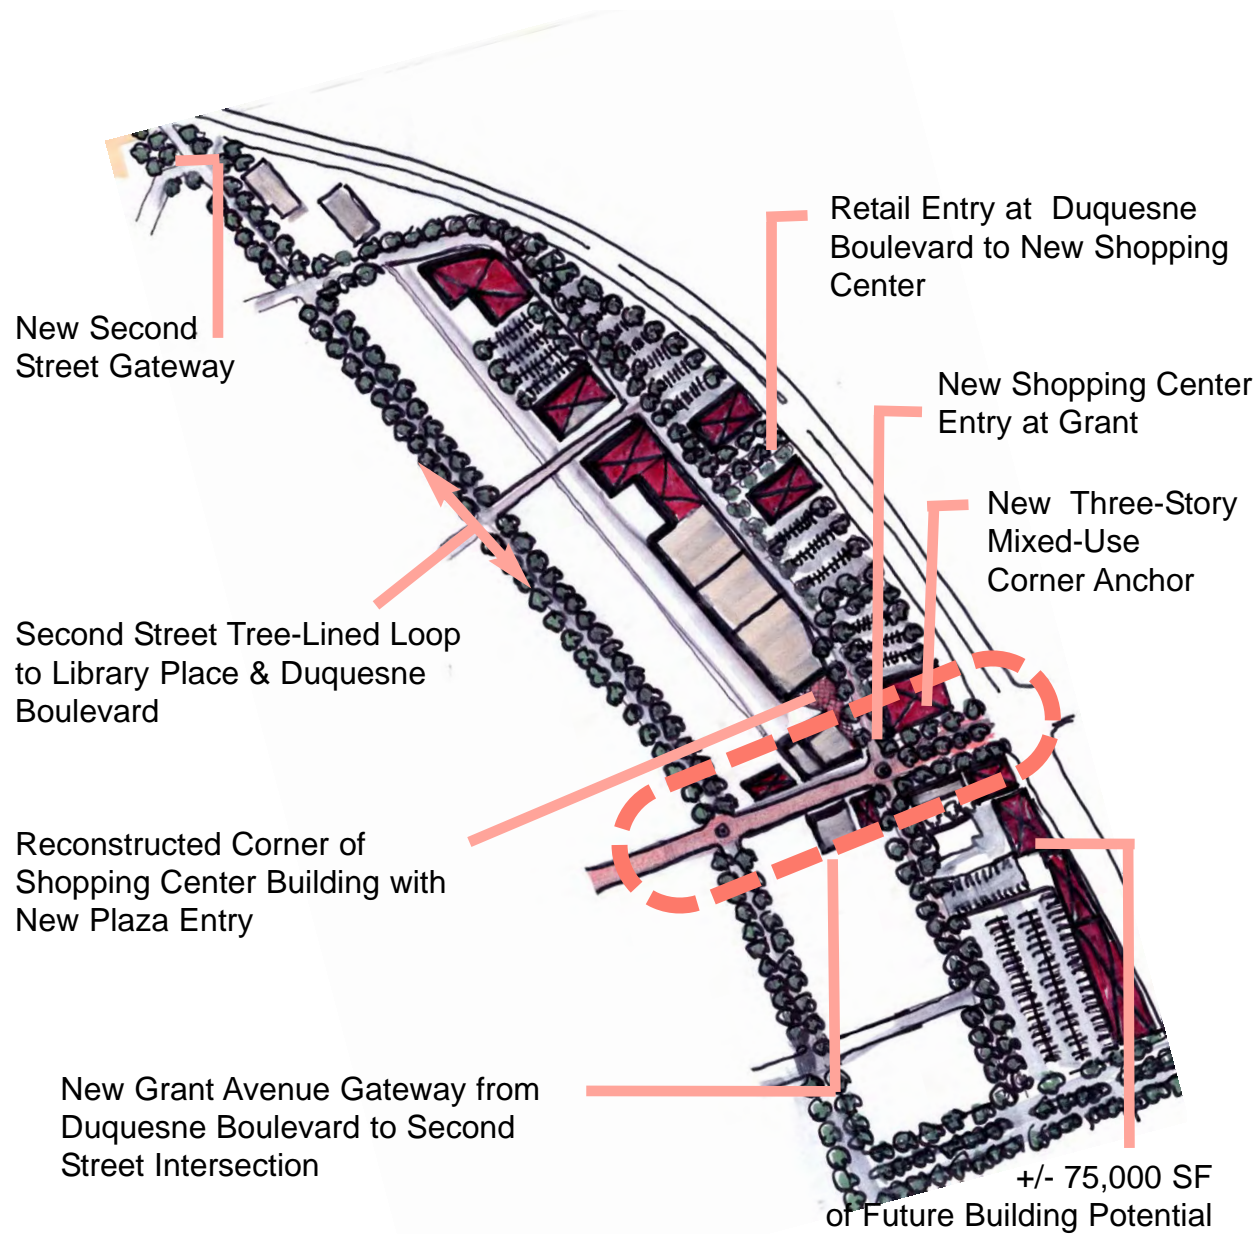 Retail Entry at Duquesne
Boulevard to New Shopping
Center
New Second
Street Gateway
New Shopping Center
Entry at Grant
New Three-Story
Mixed-Use
Corner Anchor
Second Street Tree-Lined Loop
to Library Place & Duquesne
Boulevard
Reconstructed Corner of
Shopping Center Building with
New Plaza Entry
New Grant Avenue Gateway from
Duquesne Boulevard to Second
Street Intersection
+/- 75,000 SF
of Future Building Potential